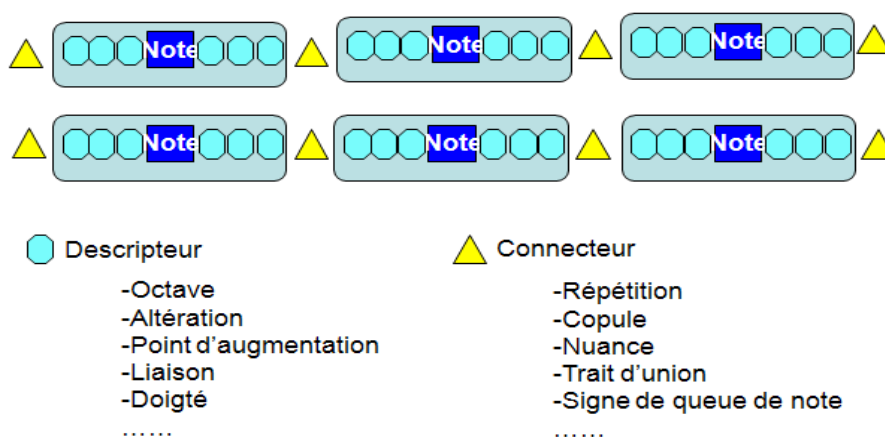 Note Note Note
Note Note Note
Descripteur
-Octave
-Altération
-Point d'augmentation
-Liaison
-Doigté
……
Connecteur
-Répétition
-Copule
-Nuance
-Trait d'union
-Signe de queue de note
……